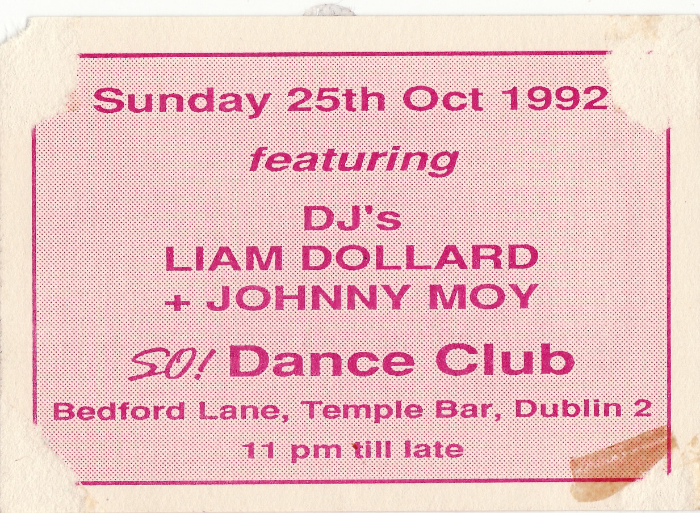 Sunday 25th Oct 1992
featuring
DJ's
LIAM DOLLARD
+ JOHNNY MOY
SO! Dance Club
Bedford Lane, Temple Bar, Dublin 2
11 pm till late